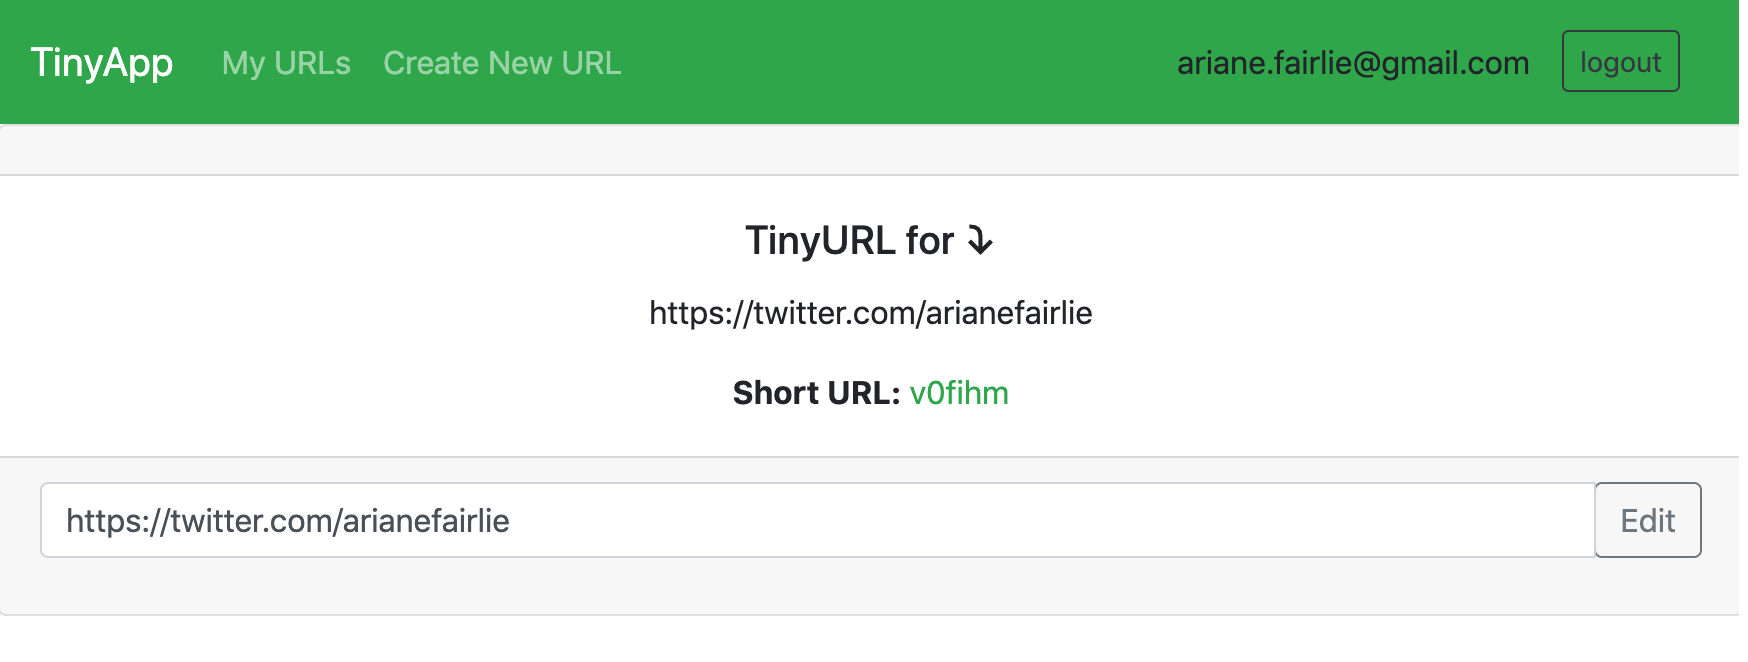 TinyApp My URLs Create New URL ariane.fairlie@gmail.com logout
TinyURL for ⤵
https://twitter.com/arianefairlie
Short URL: v0fihm
https://twitter.com/arianefairlie Edit